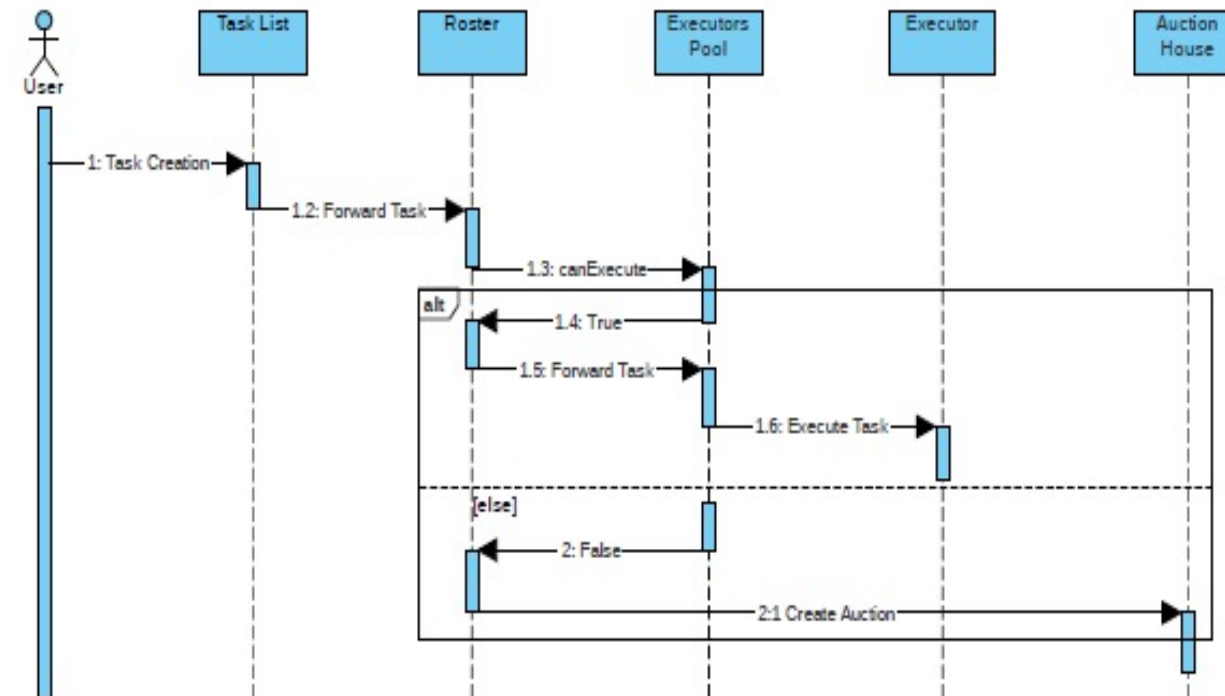 Task List
Roster
Executors
Pool
Executor
Auction
House
User
1: Task Creation
1.2: Forward Task
1.3: canExecute
alt
1.4: True
1.5: Forward Task
1.6: Execute Task
[else]
2: False
2:1 Create Auction